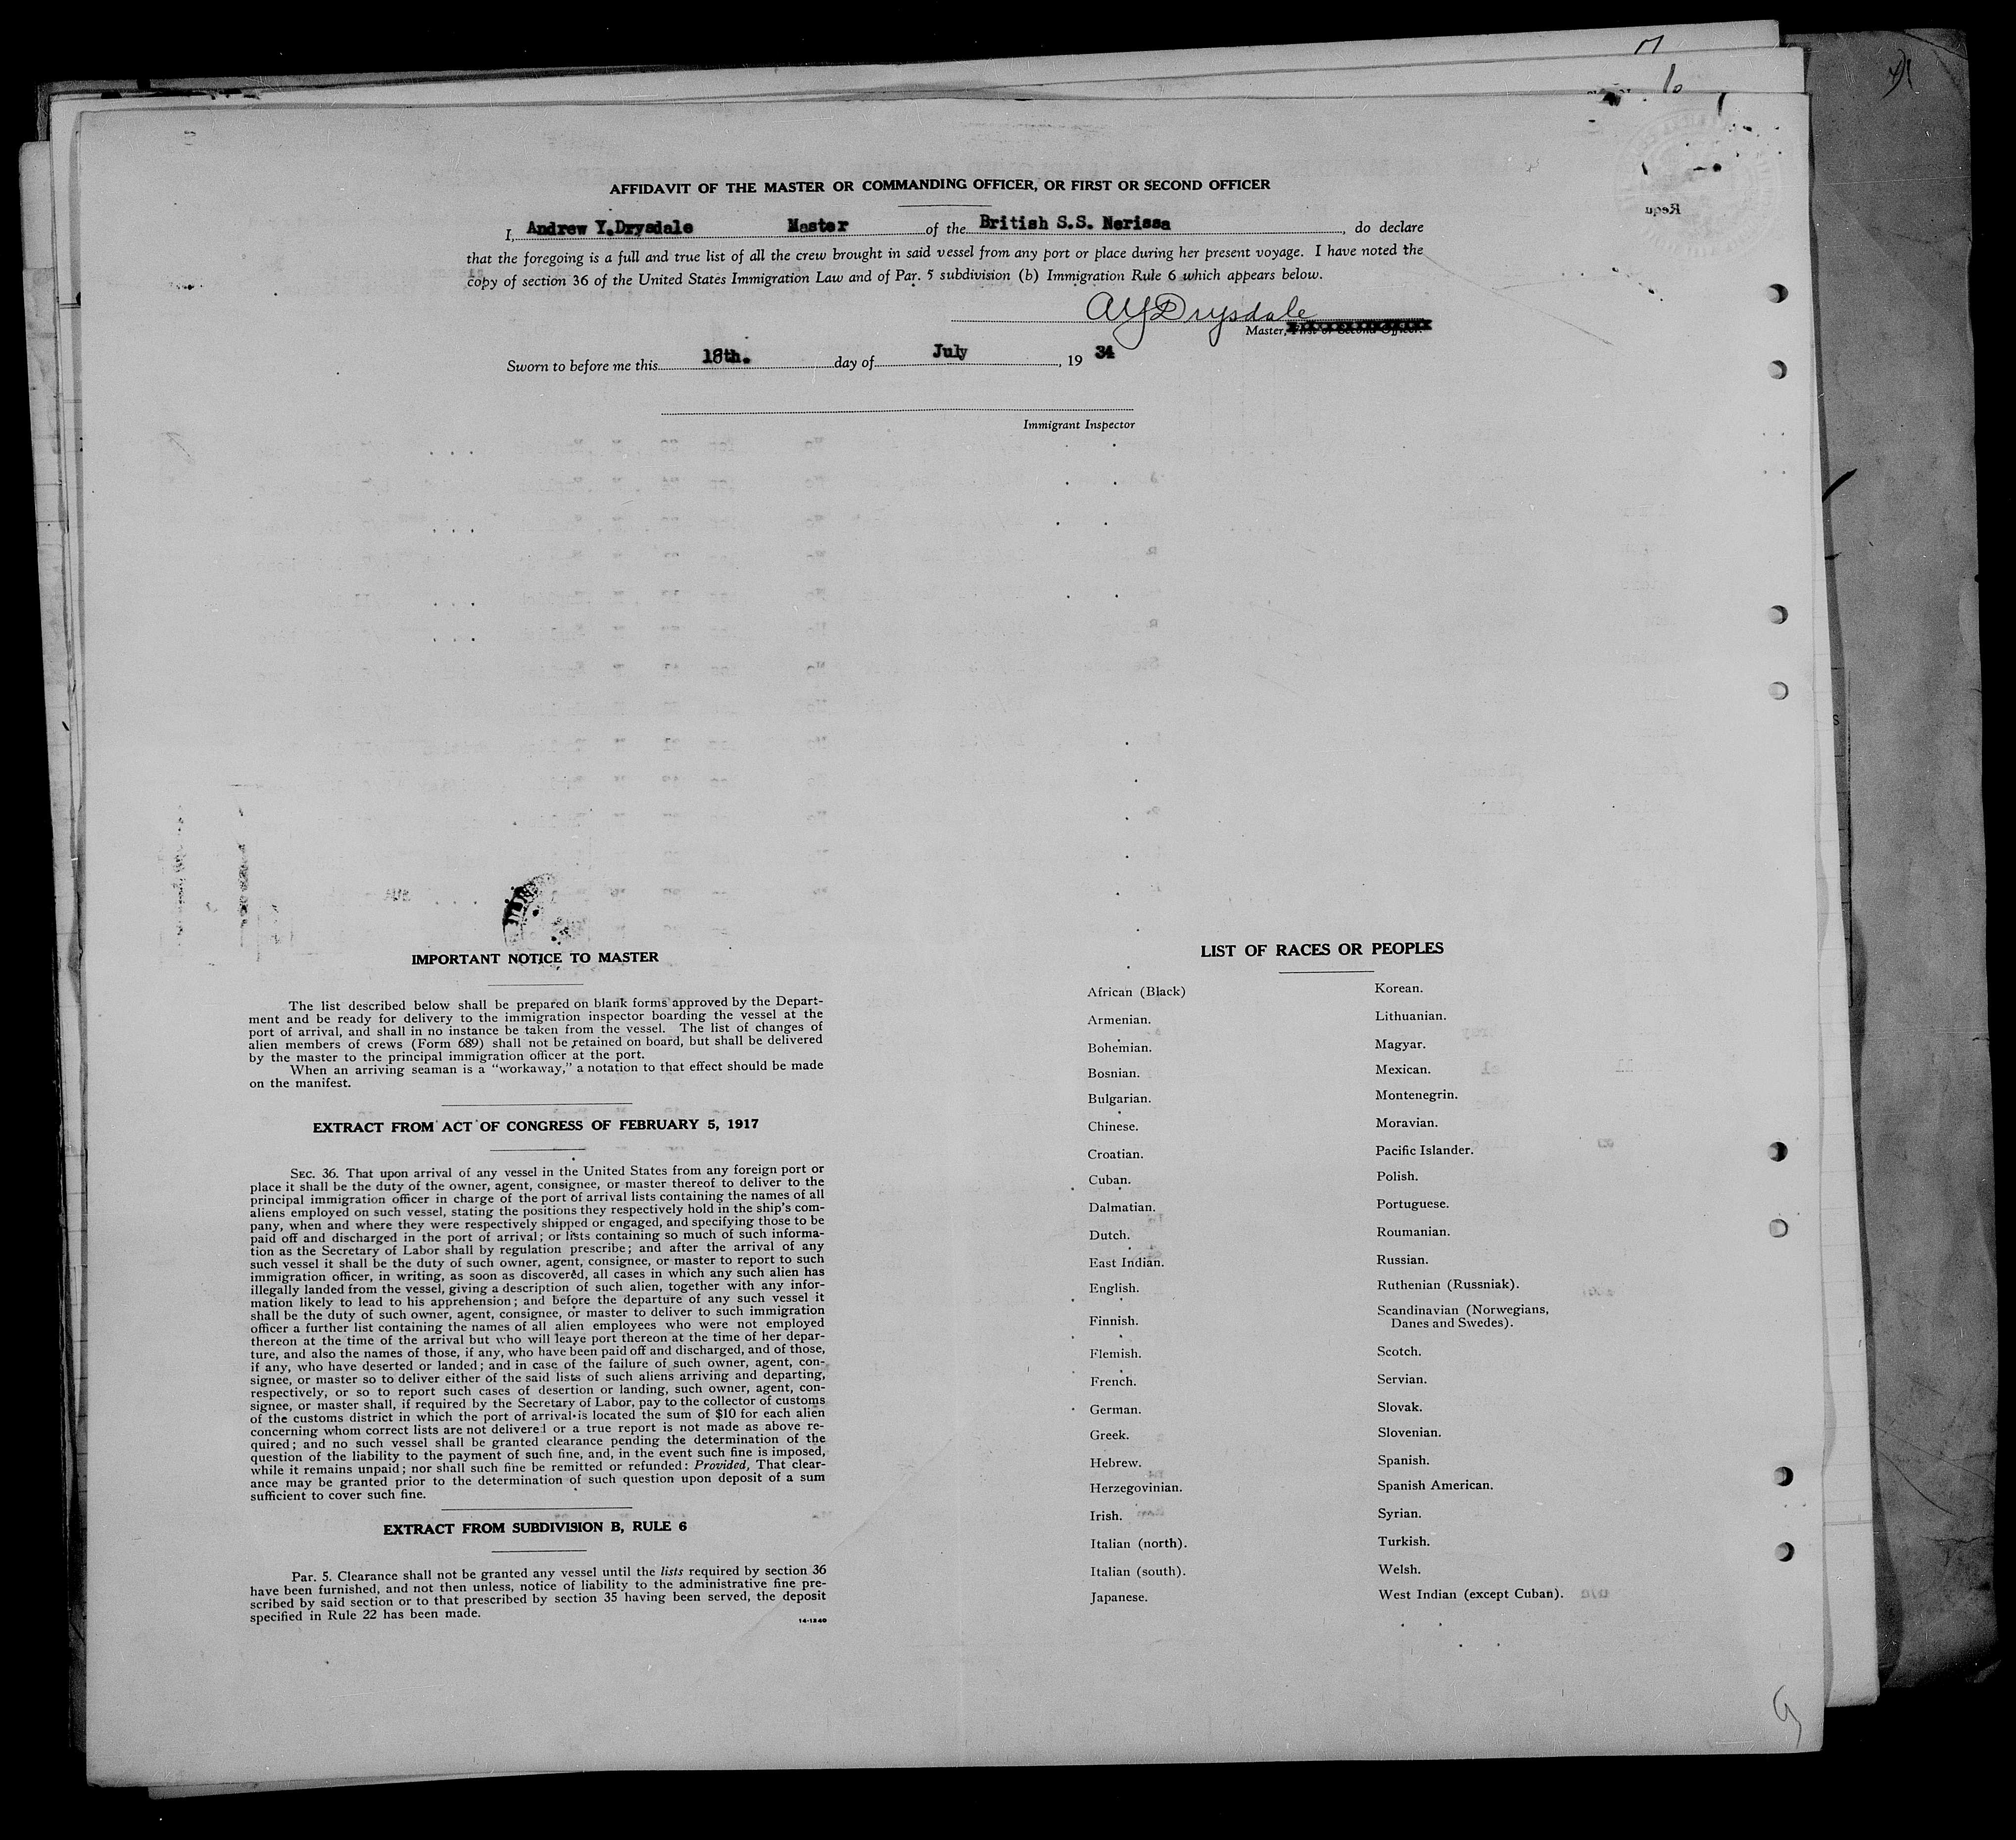 AFFIDAVIT OF THE MASTER OR COMMANDING OFFICER, OR FIRST OR SECOND OFFICER
I, Andrew Y.Drysdale Master of the British S.S. Nerissa, do declare
that the foregoing is a full and true list of all the crew brought in said vessel from any port or place during her present voyage. I have noted the
copy of section 36 of the United States Immigration Law and of Par. 5 subdivision (b) Immigration Rule 6 which appears below.
AYDrysdale
Master, First or Second Officer.
Sworn to before me this 18th. day of July, 19 34
Immigrant Inspector
IMPORTANT NOTICE TO MASTER
The list described below shall be prepared on blank forms approved by the Depart-
ment and be ready for delivery to the immigration inspector boarding the vessel at the
port of arrival, and shall in no instance be taken from the vessel. The list of changes of
alien members of crews (Form 689) shall not be retained on board, but shall be delivered
by the master to the principal immigration officer at the port.
When an arriving seaman is a "workaway," a notation to that effect should be made
on the manifest.
EXTRACT FROM ACT OF CONGRESS OF FEBRUARY 5, 1917
SEC. 36. That upon arrival of any vessel in the United States from any foreign port or
place it shall be the duty of the owner, agent, consignee, or master thereof to deliver to the
principal immigration officer in charge of the port of arrival lists containing the names of all
aliens employed on such vessel, stating the positions they respectively hold in the ship's com-
pany, when and where they were respectively shipped or engaged, and specifying those to be
paid off and discharged in the port of arrival; or lists containing so much of such informa-
tion as the Secretary of Labor shall by regulation prescribe; and after the arrival of any
such vessel it shall be the duty of such owner, agent, consignee, or master to report to such
immigration officer, in writing, as soon as discovered, all cases in which any such alien has
illegally landed from the vessel, giving a description of such alien, together with any infor-
mation likely to lead to his apprehension; and before the departure of any such vessel it
shall be the duty of such owner, agent, consignee, or master to deliver to such immigration
officer a further list containing the names of all alien employees who were not employed
thereon at the time of the arrival but who will leave port thereon at the time of her depar-
ture, and also the names of those, if any, who have been paid off and discharged, and of those,
if any, who have deserted or landed; and in case of the failure of such owner, agent, con-
signee, or master so to deliver either of the said lists of such aliens arriving and departing,
respectively, or so to report such cases of desertion or landing, such owner, agent, con-
signee, or master shall, if required by the Secretary of Labor, pay to the collector of customs
of the customs district in which the port of arrival is located the sum of $10 for each alien
concerning whom correct lists are not delivered or a true report is not made as above re-
quired; and no such vessel shall be granted clearance pending the determination of the
question of the liability to the payment of such fine, and, in the event such fine is imposed,
while it remains unpaid; nor shall such fine be remitted or refunded: Provided, That clear-
ance may be granted prior to the determination of such question upon deposit of a sum
sufficient to cover such fine.
EXTRACT FROM SUBDIVISION B, RULE 6
Par. 5. Clearance shall not be granted any vessel until the lists required by section 36
have been furnished, and not then unless, notice of liability to the administrative fine pre-
scribed by said section or to that prescribed by section 35 having been served, the deposit
specified in Rule 22 has been made.
14-1240
LIST OF RACES OR PEOPLES
African (Black)
Armenian.
Bohemian.
Bosnian.
Bulgarian.
Chinese.
Croatian.
Cuban.
Dalmatian.
Dutch.
East Indian.
English.
Finnish.
Flemish.
French.
German.
Greek.
Hebrew.
Herzegovinian.
Irish.
Italian (north).
Italian (south).
Japanese.
Korean.
Lithuanian.
Magyar.
Mexican.
Montenegrin.
Moravian.
Pacific Islander.
Polish.
Portuguese.
Roumanian.
Russian.
Ruthenian (Russniak).
Scandinavian (Norwegians,
Danes and Swedes).
Scotch.
Servian.
Slovak.
Slovenian.
Spanish.
Spanish American.
Syrian.
Turkish.
Welsh.
West Indian (except Cuban).